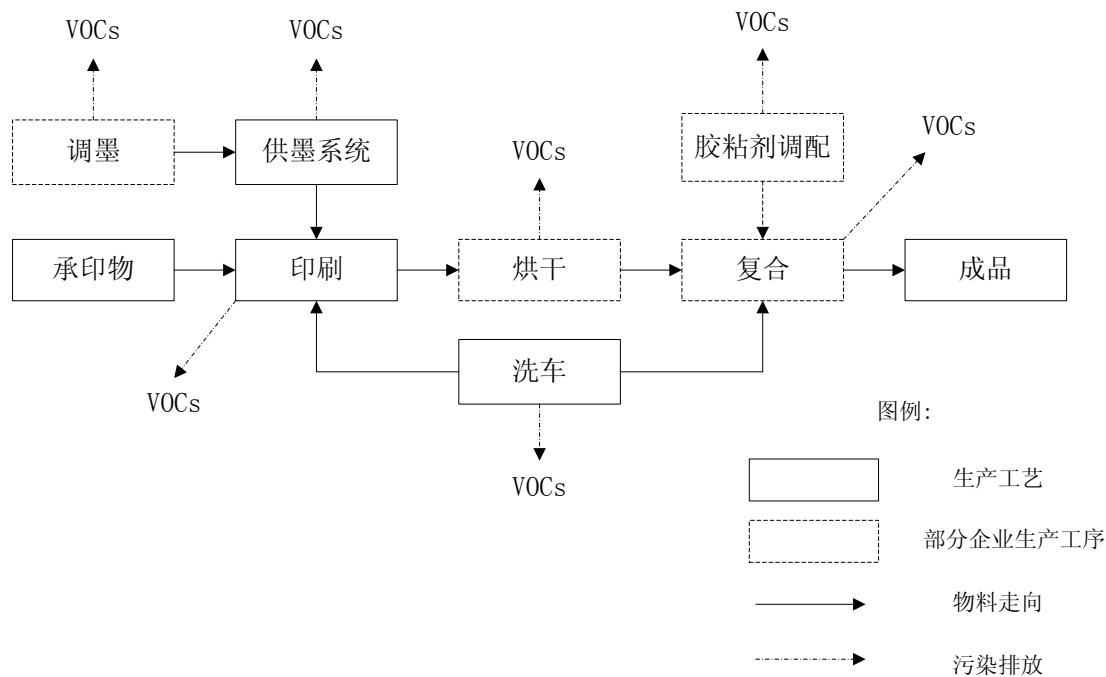 VOCs
VOCs
VOCs
调墨
供墨系统
胶粘剂调配
VOCs
VOCs
承印物
印刷
烘干
复合
成品
洗车
VOCs
VOCs
图例:
生产工艺
部分企业生产工序
物料走向
污染排放